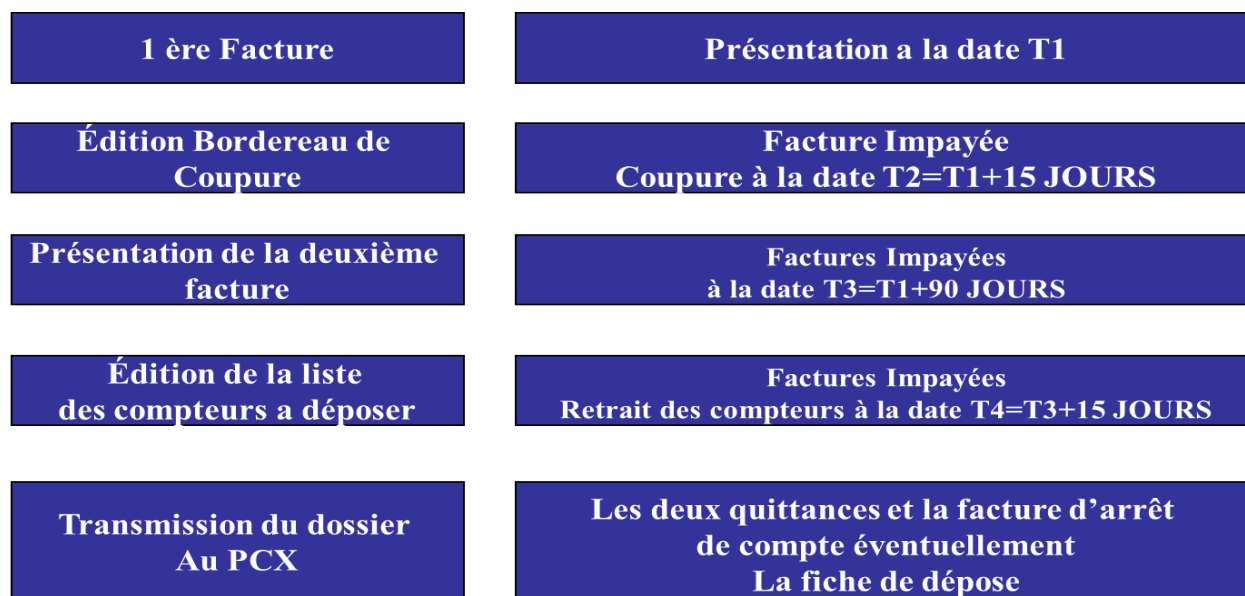 1 ère Facture
Présentation a la date T1
Édition Bordereau de
Coupure
Facture Impayée
Coupure à la date T2=T1+15 JOURS
Présentation de la deuxième
facture
Factures Impayées
à la date T3=T1+90 JOURS
Édition de la liste
des compteurs a déposer
Factures Impayées
Retrait des compteurs à la date T4=T3+15 JOURS
Transmission du dossier
Au PCX
Les deux quittances et la facture d’arrêt
de compte éventuellement
La fiche de dépose